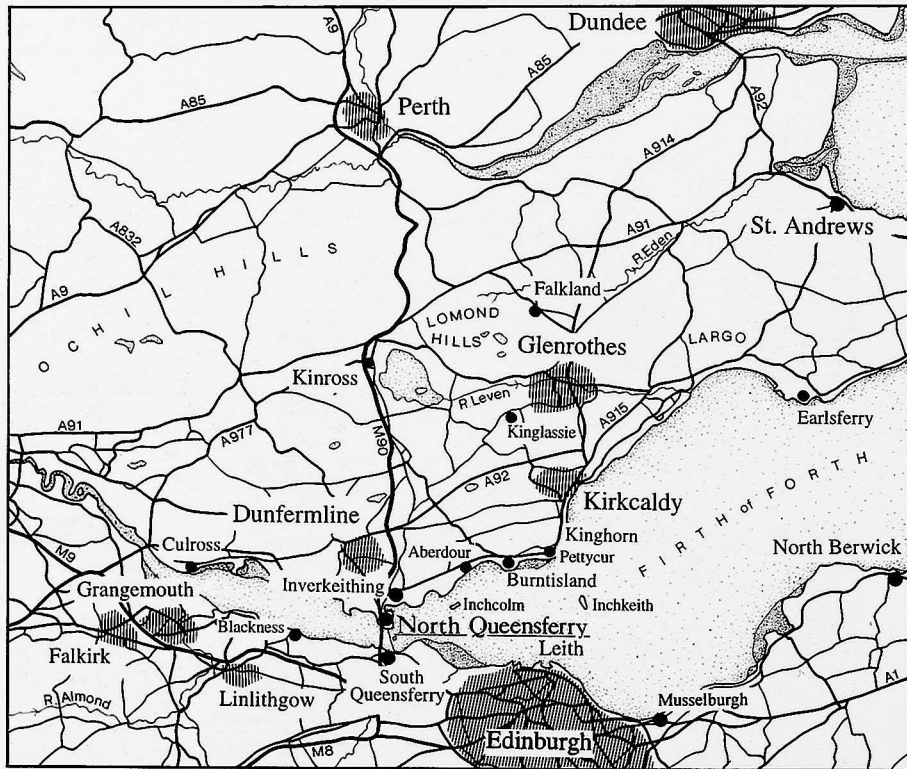 Dundee
A9
A85
A85
Perth
A92
A914
A832
A91
St. Andrews
R.Eden
OCHIL HILLS
A9
Falkland
LOMOND
HILLS
Glenrothes
LARGO
Kinross
R.Leven
Earlsferry
A91
A977
M90
Kinglassie
A915
A92
Kirkcaldy
FIRTH of FORTH
Dunfermline
Culross
Aberdour
Kinghorn
Pettycur
North Berwick
M9
Grangemouth
Inverkeithing
Burntisland
Inchcolm
Inchkeith
Blackness
North Queensferry
Falkirk
Leith
South
Queensferry
Linlithgow
R.Almond
Musselburgh
A1
M8
Edinburgh